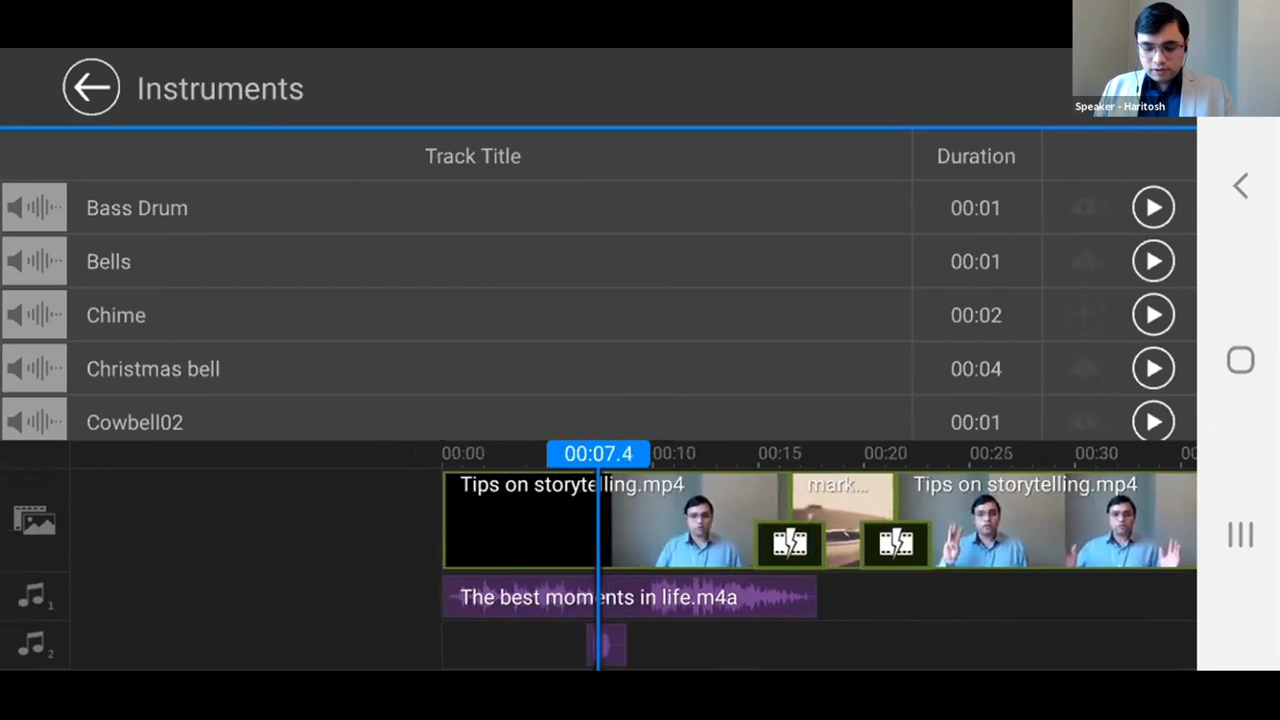 Instruments
Speaker - Haritosh
Track Title Duration
Bass Drum 00:01
Bells 00:01
Chime 00:02
Christmas bell 00:04
Cowbell02 00:01
00:00 00:07.4 00:10 00:15 00:20 00:25 00:30
Tips on storytelling.mp4 mark... Tips on storytelling.mp4
1 The best moments in life.m4a
2